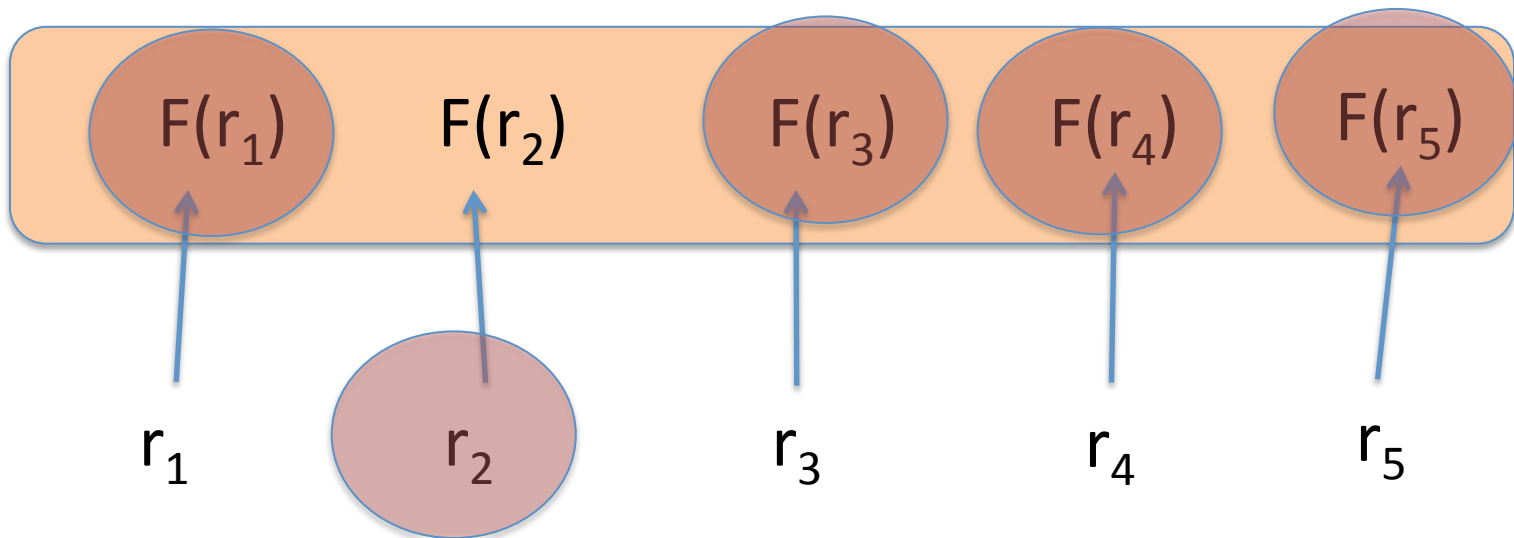 F(r₁) F(r₂) F(r₃) F(r₄) F(r₅)
r₁ r₂ r₃ r₄ r₅